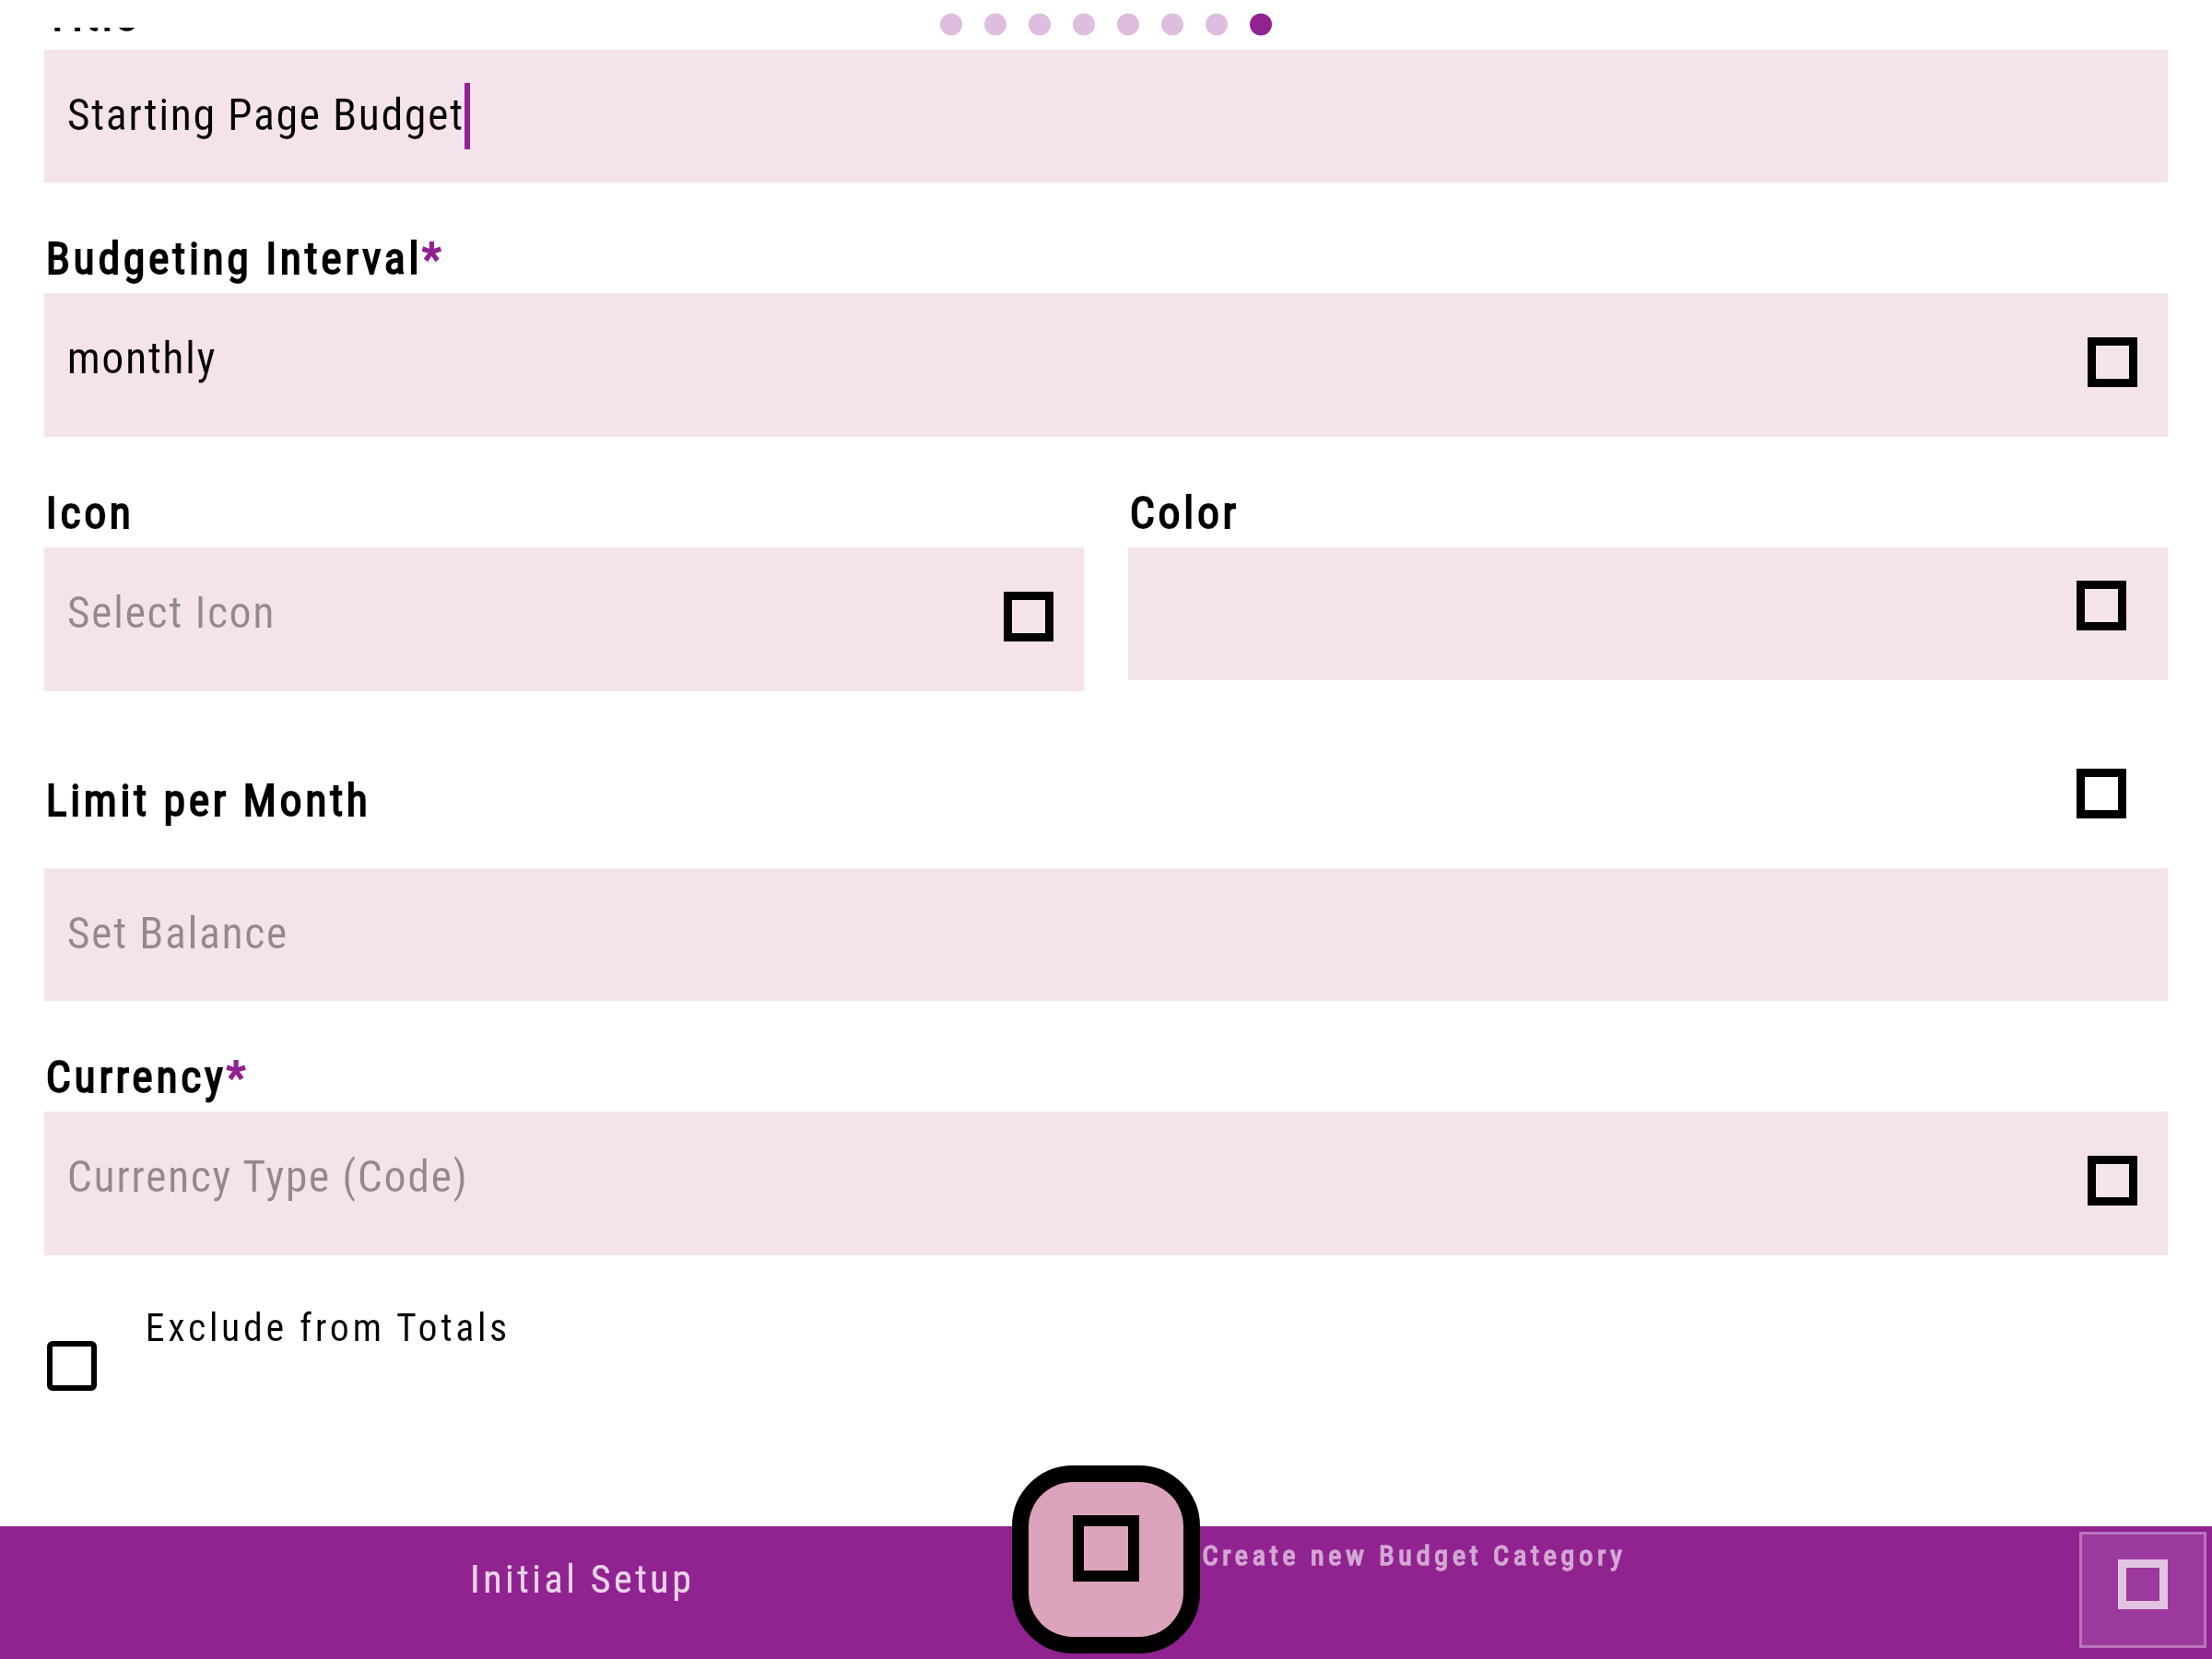 Starting Page Budget
Budgeting Interval*
monthly
Icon
Color
Select Icon
Limit per Month
Set Balance
Currency*
Currency Type (Code)
Exclude from Totals
Initial Setup
Create new Budget Category